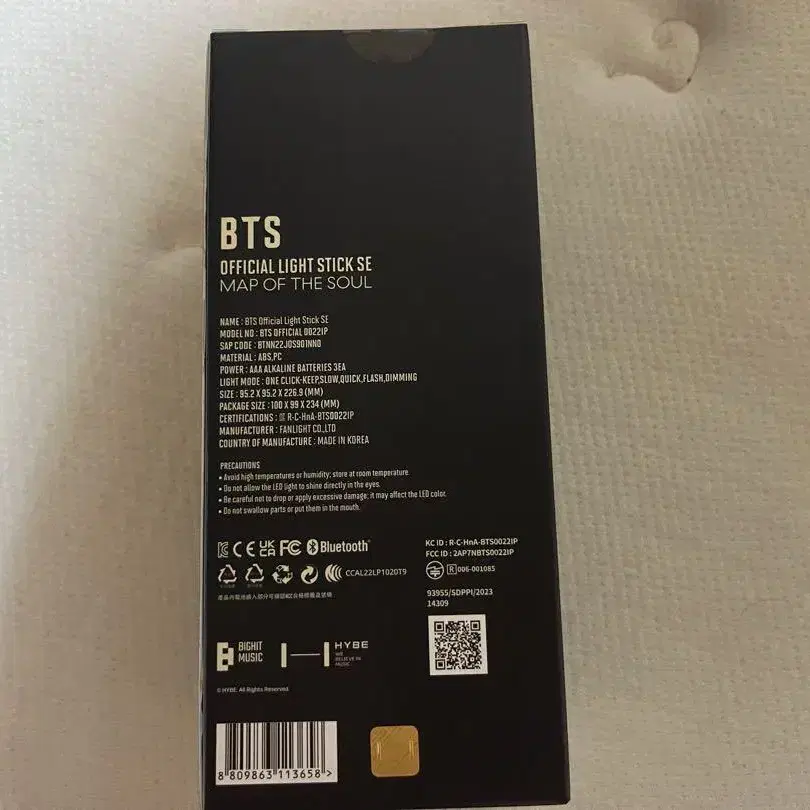 BTS
OFFICIAL LIGHT STICK SE
MAP OF THE SOUL
NAME : BTS Official Light Stick SE
MODEL NO : BTS OFFICIAL 0022IP
SAP CODE : BTNN22J0S901NN0
MATERIAL : ABS,PC
POWER : AAA ALKALINE BATTERIES 3EA
LIGHT MODE : ONE CLICK-KEEP,SLOW,QUICK,FLASH,DIMMING
SIZE : 95.2 X 95.2 X 226.9 (MM)
PACKAGE SIZE : 100 X 99 X 234 (MM)
CERTIFICATIONS : R-C-HnA-BTS0022IP
MANUFACTURER : FANLIGHT CO.,LTD
COUNTRY OF MANUFACTURE : MADE IN KOREA
PRECAUTIONS
• Avoid high temperatures or humidity; store at room temperature.
• Do not allow the LED light to shine directly in the eyes.
• Be careful not to drop or apply excessive damage; it may affect the LED color.
• Do not swallow parts or put them in the mouth.
CE UK CA FC Bluetooth®
KC ID : R-C-HnA-BTS0022IP
FCC ID : 2AP7NBTS0022IP
CCAL22LP1020T9
R 006-001085
93955/SDPPI/2023
14309
BIGHIT MUSIC
HYBE
WE BELIEVE IN MUSIC
© HYBE. All Rights Reserved.
8 809863 113658 >